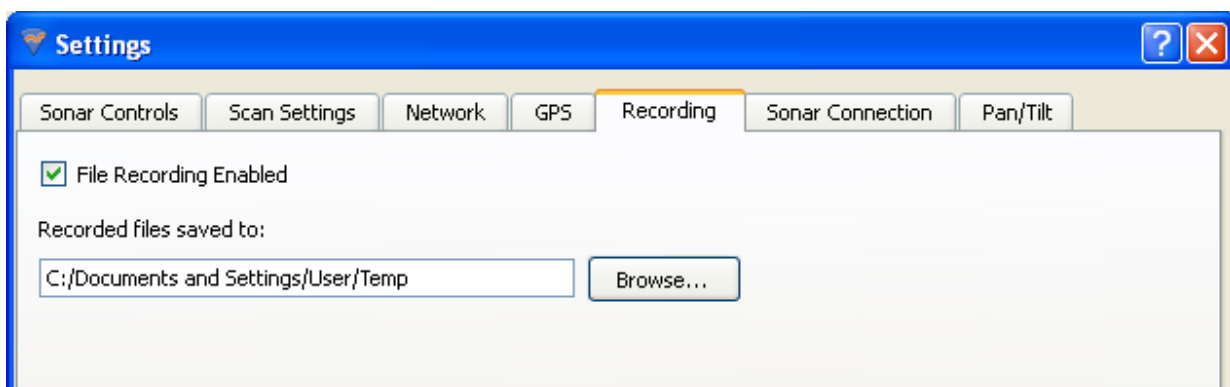 Settings
Sonar Controls Scan Settings Network GPS Recording Sonar Connection Pan/Tilt
File Recording Enabled
Recorded files saved to:
C:/Documents and Settings/User/Temp Browse...